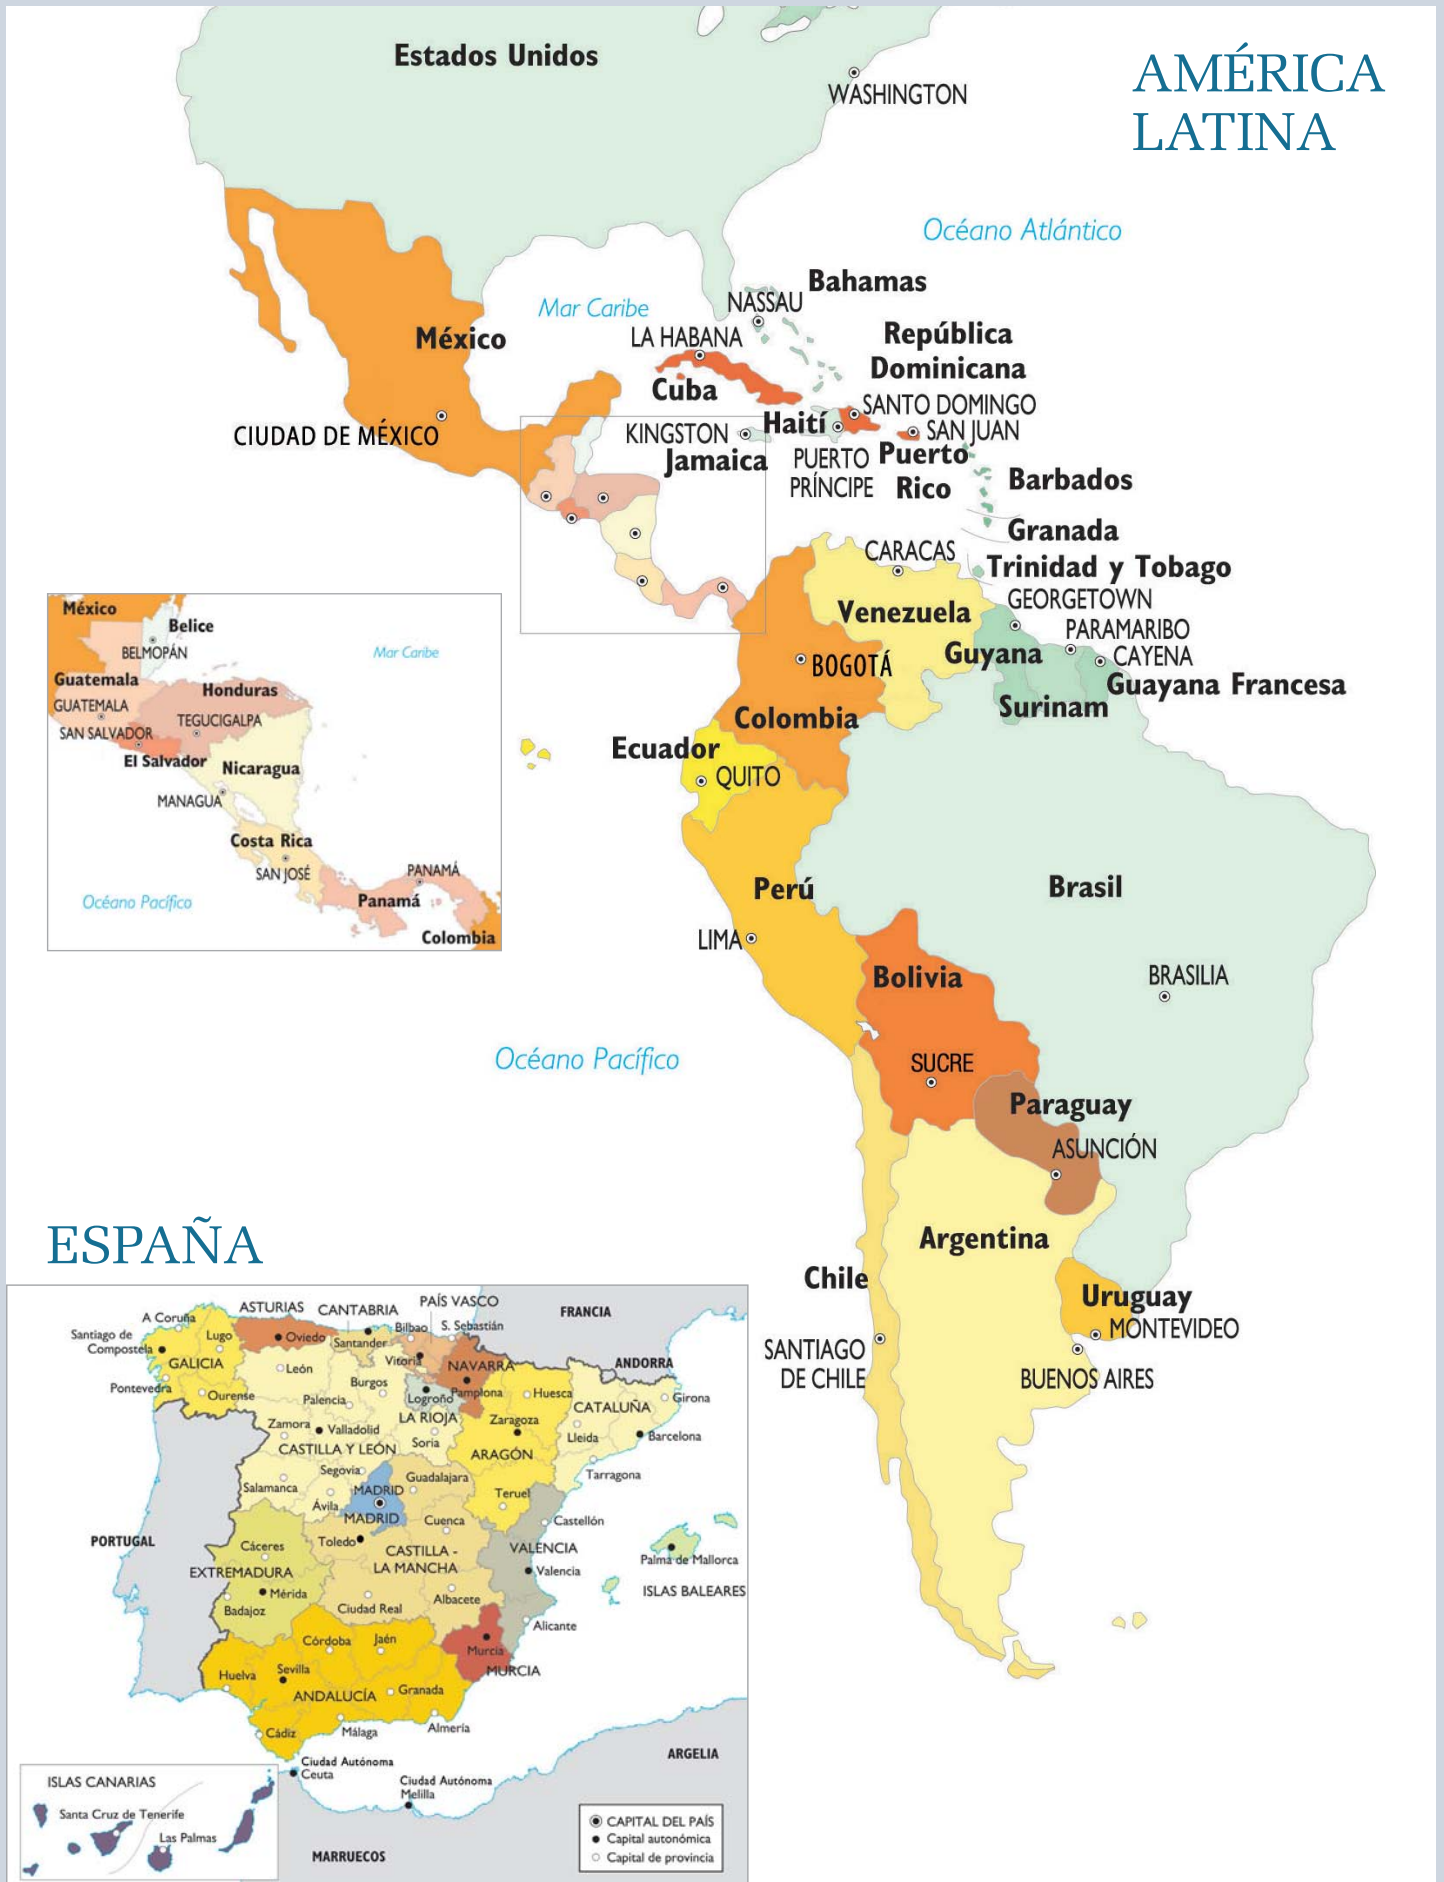 AMÉRICA
LATINA
Estados Unidos
WASHINGTON
Océano Atlántico
Bahamas
NASSAU
Mar Caribe
LA HABANA
República
Dominicana
México
Cuba
SANTO DOMINGO
CIUDAD DE MÉXICO
KINGSTON
Haití
SAN JUAN
Jamaica
PUERTO
PRÍNCIPE
Puerto
Rico
Barbados
Granada
CARACAS
Trinidad y Tobago
GEORGETOWN
Venezuela
PARAMARIBO
Guyana
CAYENA
BOGOTÁ
Guayana Francesa
Surinam
Colombia
Ecuador
QUITO
Perú
Brasil
LIMA
Bolivia
BRASILIA
Océano Pacífico
SUCRE
Paraguay
ASUNCIÓN
Argentina
Chile
Uruguay
MONTEVIDEO
SANTIAGO
DE CHILE
BUENOS AIRES
México
Belice
BELMOPÁN
Mar Caribe
Guatemala
Honduras
GUATEMALA
TEGUCIGALPA
SAN SALVADOR
El Salvador
Nicaragua
MANAGUA
Costa Rica
SAN JOSÉ
PANAMÁ
Panamá
Océano Pacífico
Colombia
ESPAÑA
PAÍS VASCO
ASTURIAS
CANTABRIA
FRANCIA
A Coruña
Santiago de
Compostela
Lugo
Oviedo
Santander
Bilbao
S. Sebastián
GALICIA
León
Vitoria
NAVARRA
ANDORRA
Pontevedra
Ourense
Burgos
Palencia
Logroño
Pamplona
Huesca
Girona
CATALUÑA
LA RIOJA
Zamora
Valladolid
Zaragoza
Lleida
Barcelona
CASTILLA Y LEÓN
Soria
ARAGÓN
Segovia
Guadalajara
Tarragona
Salamanca
MADRID
Ávila
MADRID
Teruel
Cuenca
Castellón
PORTUGAL
Cáceres
Toledo
CASTILLA -
LA MANCHA
VALENCIA
Palma de Mallorca
EXTREMADURA
Valencia
Mérida
ISLAS BALEARES
Badajoz
Ciudad Real
Albacete
Alicante
Córdoba
Jaén
Murcia
MURCIA
Huelva
Sevilla
ANDALUCÍA
Granada
Cádiz
Málaga
Almería
ARGELIA
Ciudad Autónoma
Ceuta
Ciudad Autónoma
Melilla
ISLAS CANARIAS
Santa Cruz de Tenerife
Las Palmas
MARRUECOS
CAPITAL DEL PAÍS
Capital autonómica
Capital de provincia